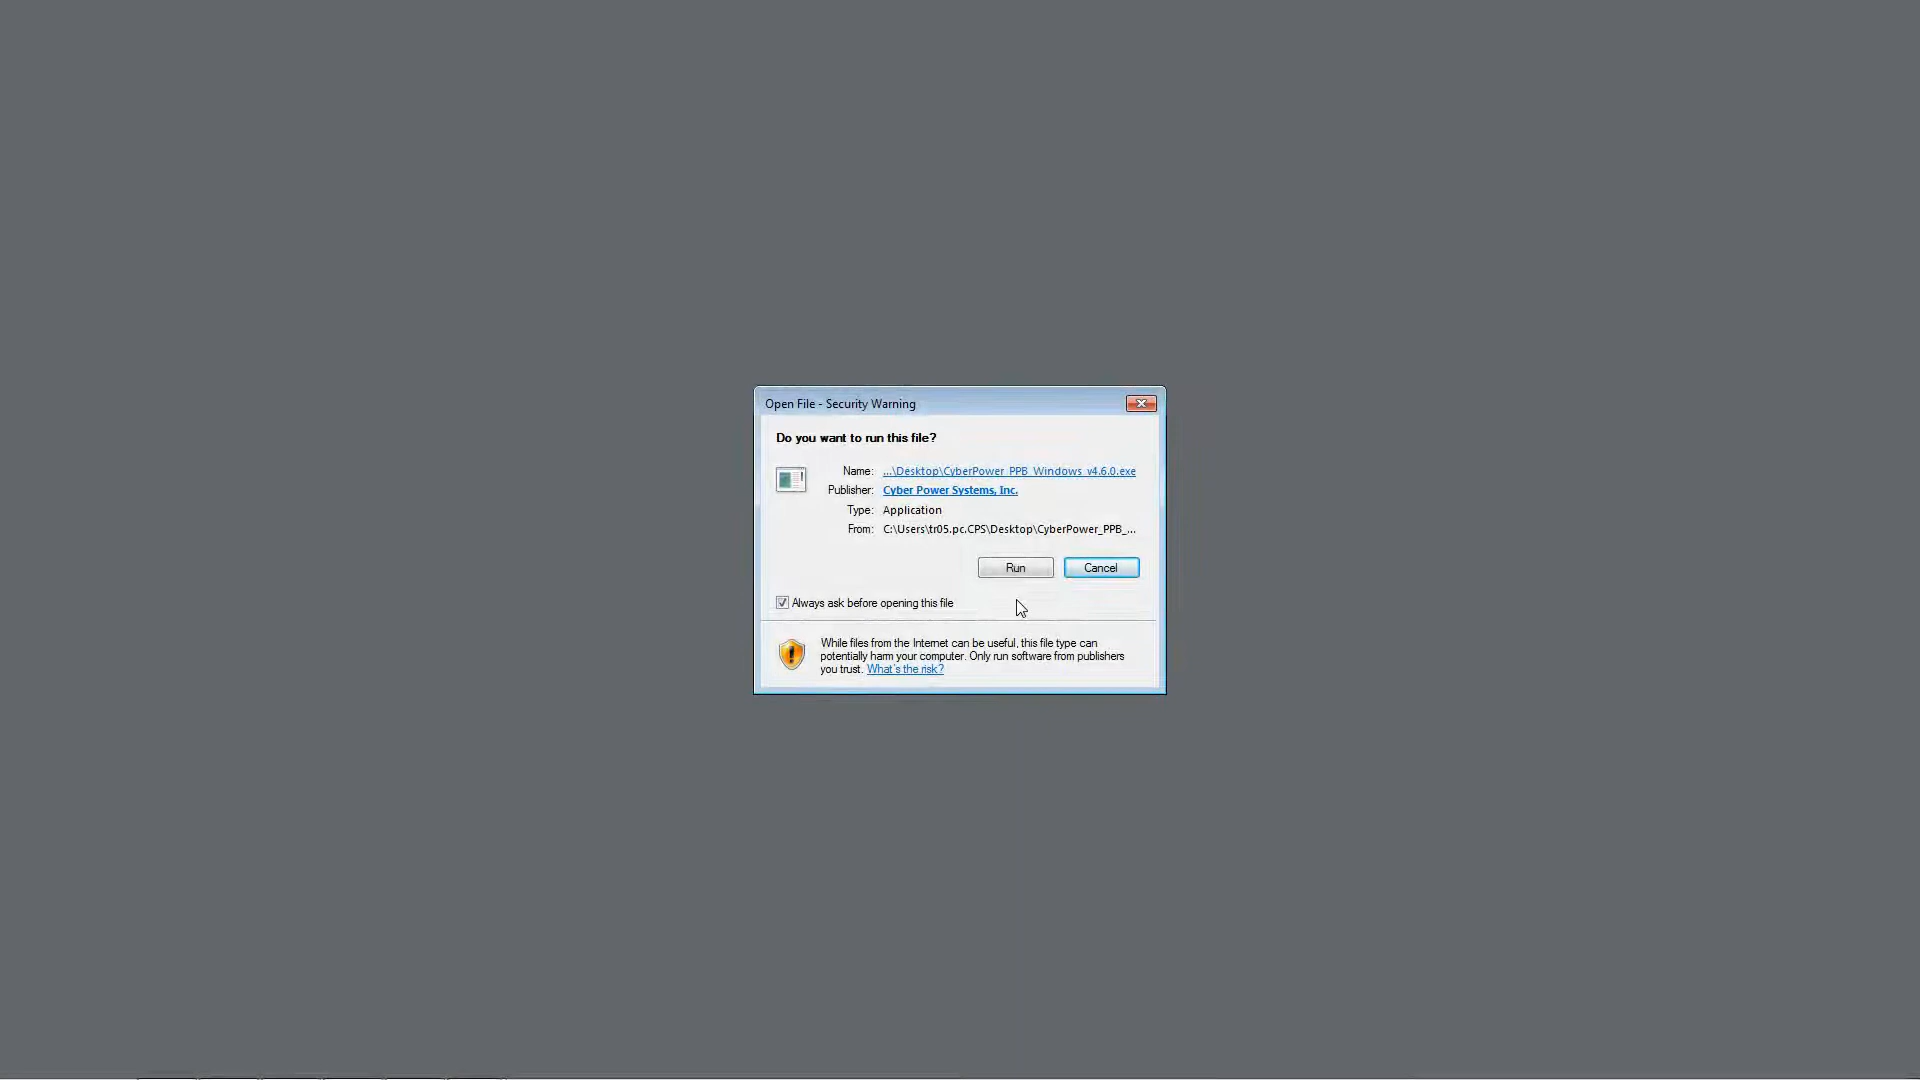 Open File - Security Warning
Do you want to run this file?
Name: ...\Desktop\CyberPower_PPB_Windows_v4.6.0.exe
Publisher: Cyber Power Systems, Inc.
Type: Application
From: C:\Users\tr05.pc.CPS\Desktop\CyberPower_PPB_...
Run Cancel
Always ask before opening this file
While files from the Internet can be useful, this file type can
potentially harm your computer. Only run software from publishers
you trust. What's the risk?